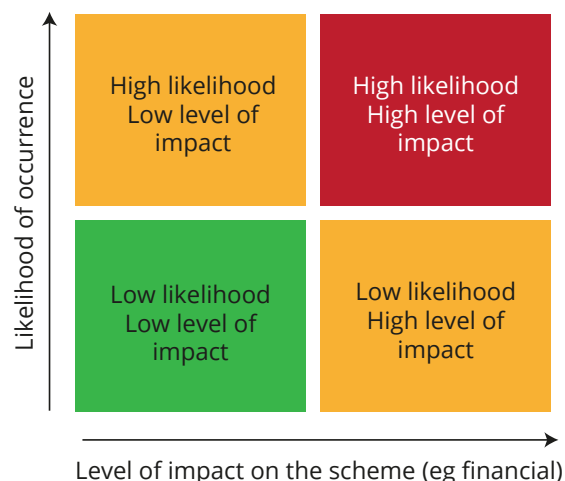 Likelihood of occurrence
High likelihood
Low level of
impact
High likelihood
High level of
impact
Low likelihood
Low level of
impact
Low likelihood
High level of
impact
Level of impact on the scheme (eg financial)